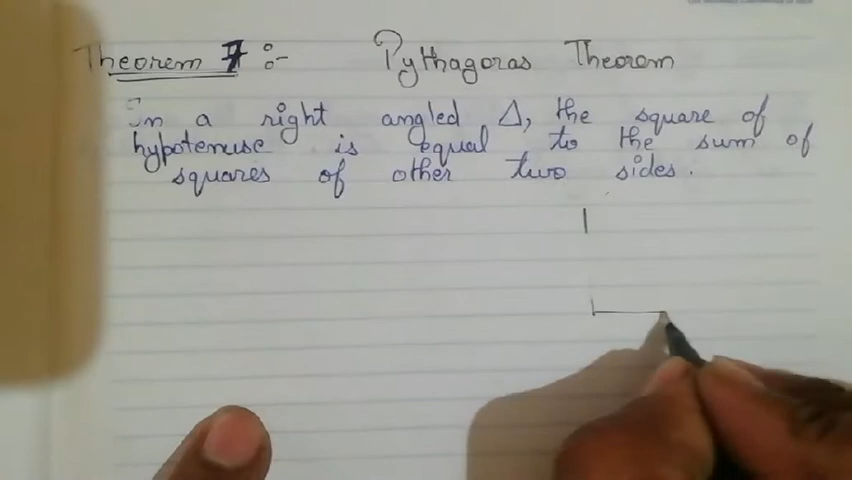 Theorem 7 :-   Pythagoras Theorem
In a right angled Δ, the square of
hypotenuse is equal to the sum of
squares of other two sides.